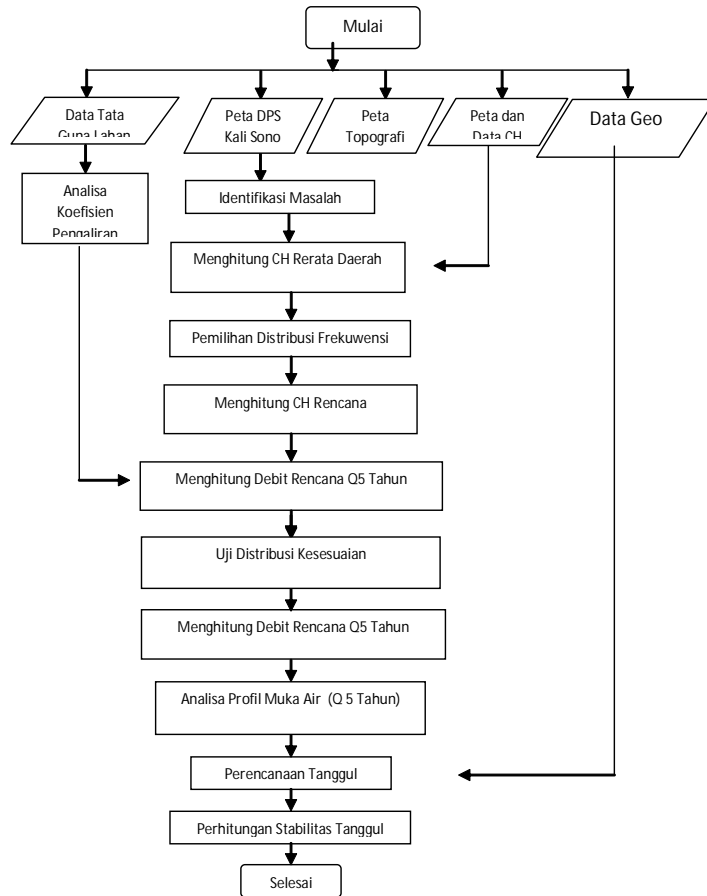 Mulai
Data Tata
Guna Lahan
Peta DPS
Kali Sono
Peta
Topografi
Peta dan
Data CH
Data Geo
Analisa
Koefisien
Pengaliran
Identifikasi Masalah
Menghitung CH Rerata Daerah
Pemilihan Distribusi Frekuwensi
Menghitung CH Rencana
Menghitung Debit Rencana Q5 Tahun
Uji Distribusi Kesesuaian
Menghitung Debit Rencana Q5 Tahun
Analisa Profil Muka Air (Q 5 Tahun)
Perencanaan Tanggul
Perhitungan Stabilitas Tanggul
Selesai